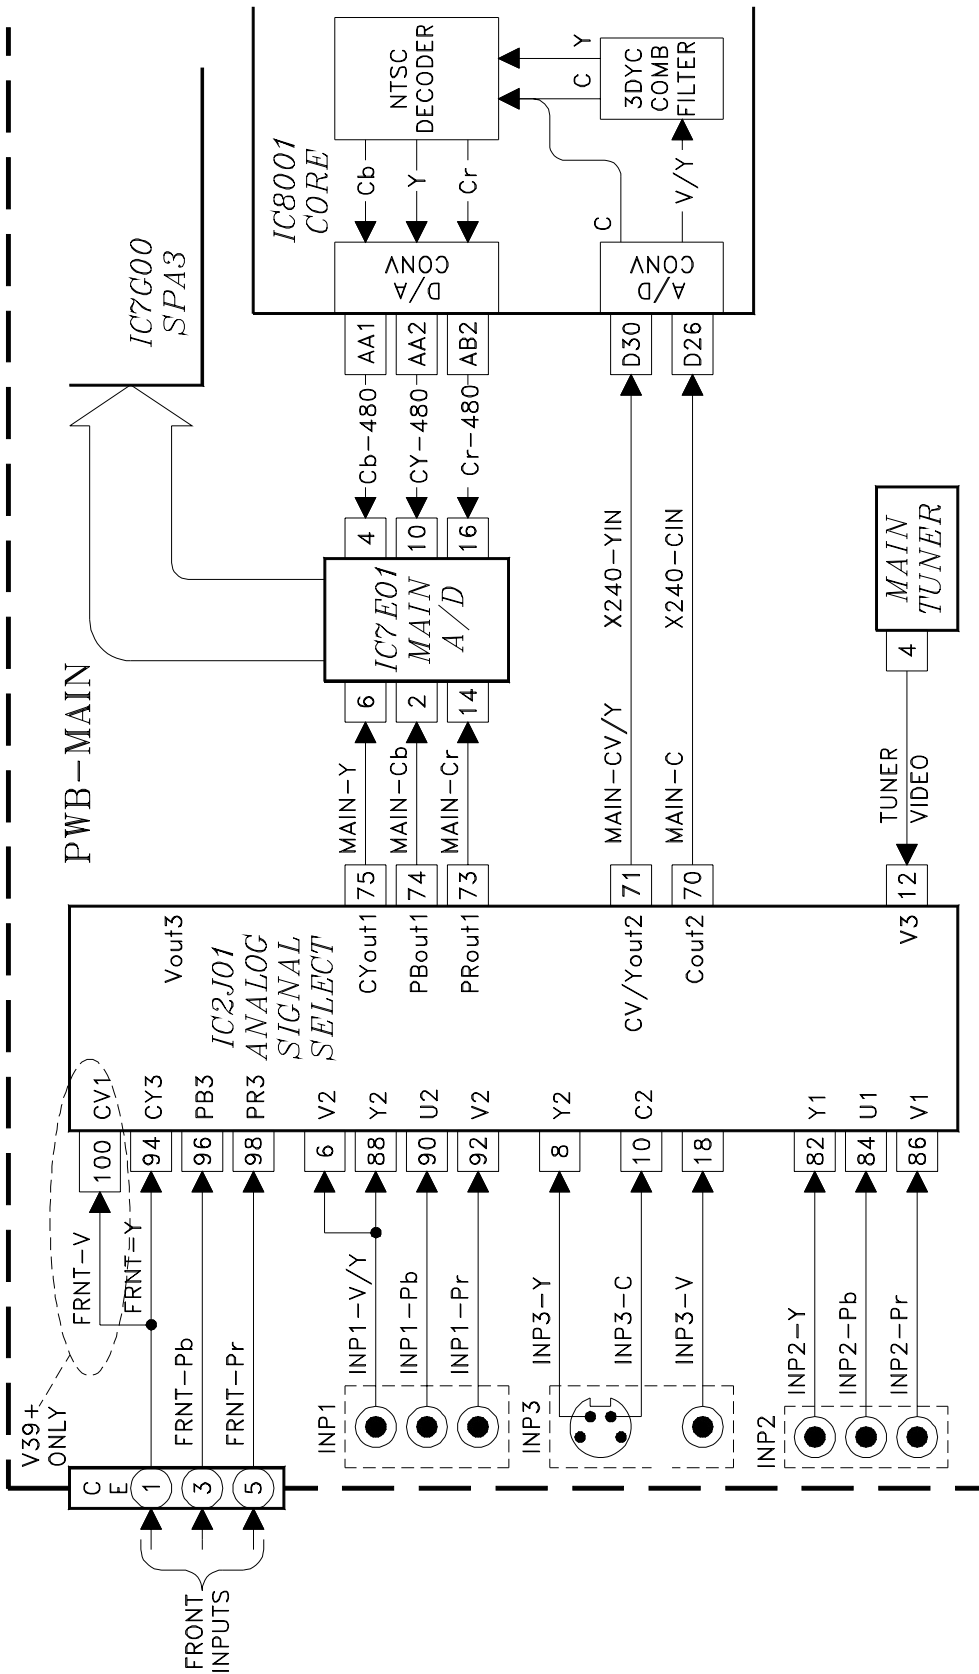 PWB-MAIN
V39+
ONLY
FRONT
INPUTS
C
E
1
3
5
FRNT-V
FRNT-Y
FRNT-Pb
FRNT-Pr
100
94
96
98
CV1
CY3
PB3
PR3
INP1
INP1-V/Y
INP1-Pb
INP1-Pr
6
88
90
92
V2
Y2
U2
V2
INP3
INP3-Y
INP3-C
INP3-V
8
10
18
Y2
C2
INP2
INP2-Y
INP2-Pb
INP2-Pr
82
84
86
Y1
U1
V1
IC2J01
ANALOG
SIGNAL
SELECT
Vout3
CYout1
PBout1
PRout1
CV/Yout2
Cout2
V3
75
74
73
71
70
12
MAIN-Y
MAIN-Cb
MAIN-Cr
MAIN-CV/Y
MAIN-C
TUNER
VIDEO
6
2
14
IC7E01
MAIN
A/D
4
10
16
X240-YIN
X240-CIN
4
MAIN
TUNER
Cb-480
CY-480
Cr-480
AA1
AA2
AB2
D30
D26
IC7G00
SPA3
IC8001
CORE
D/A
CONV
A/D
CONV
Cb
Y
Cr
C
V/Y
NTSC
DECODER
Y
C
3DYC
COMB
FILTER